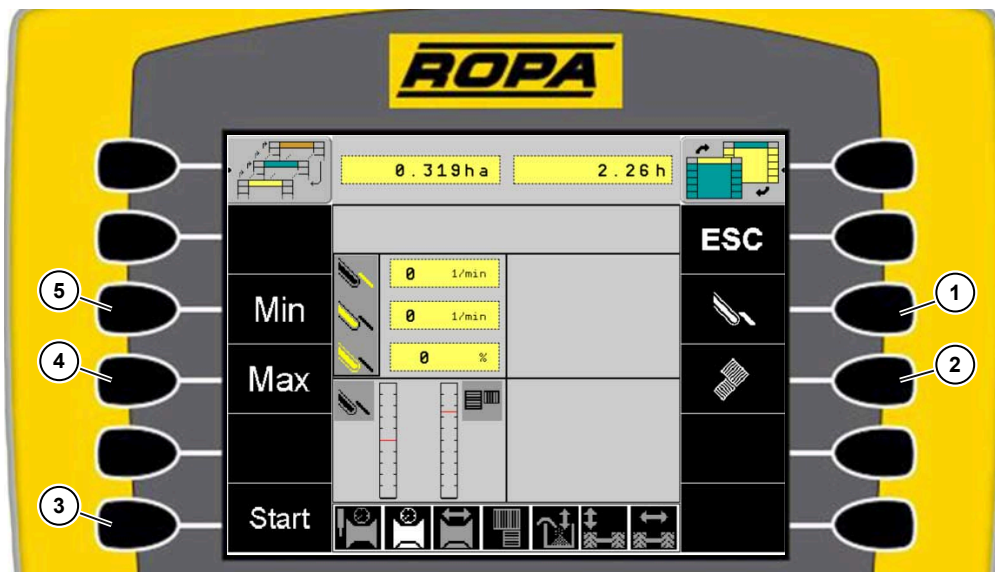 ROPA
0.319ha 2.26h
ESC
0 1/min
5 Min 0 1/min 1
0 %
4 Max 2
3 Start